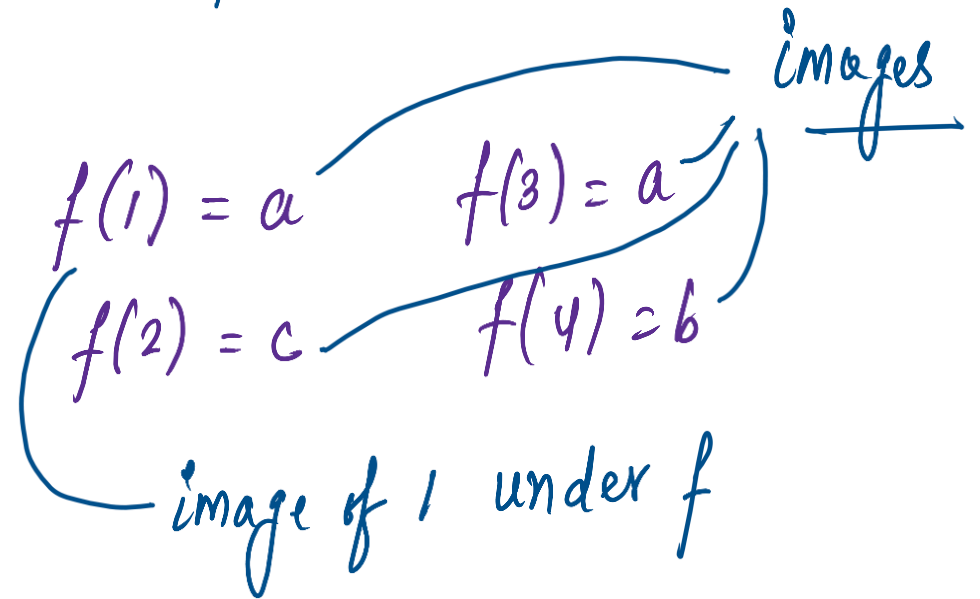 images
f(1) = a f(3) = a
f(2) = c f(4) = b
image of 1 under f